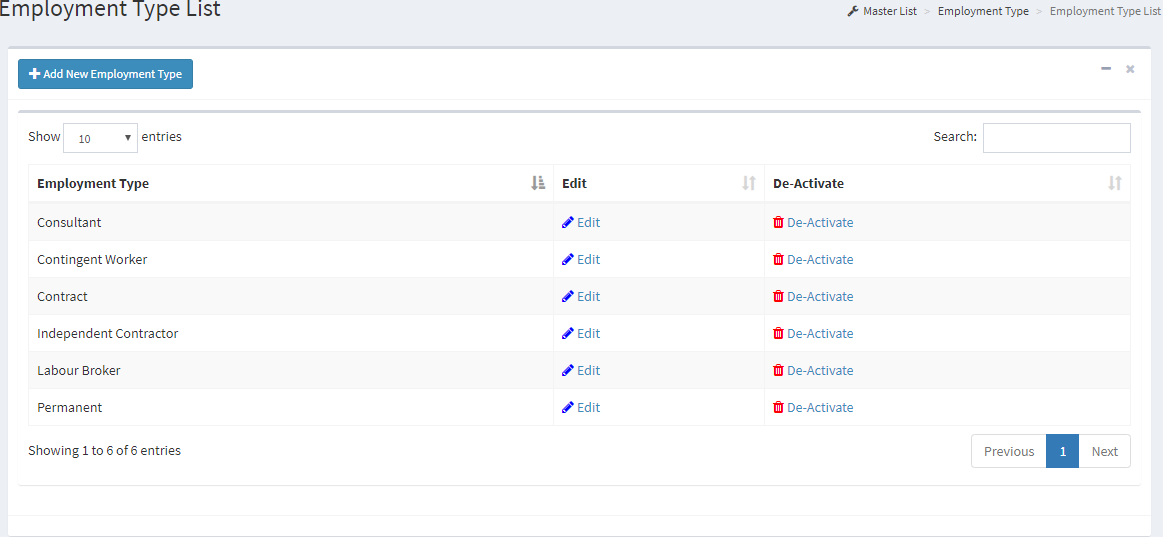 Employment Type List
Master List > Employment Type > Employment Type List
Add New Employment Type
Show 10 entries
Search:
Employment Type Edit De-Activate
Consultant Edit De-Activate
Contingent Worker Edit De-Activate
Contract Edit De-Activate
Independent Contractor Edit De-Activate
Labour Broker Edit De-Activate
Permanent Edit De-Activate
Showing 1 to 6 of 6 entries
Previous 1 Next